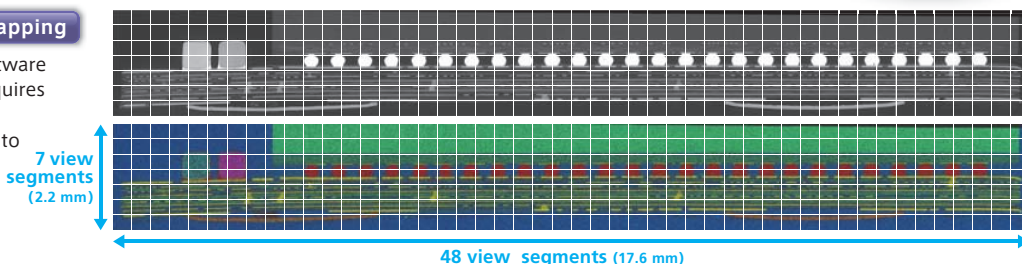 apping
tware
quires
to
7 view
segments
(2.2 mm)
48 view segments (17.6 mm)